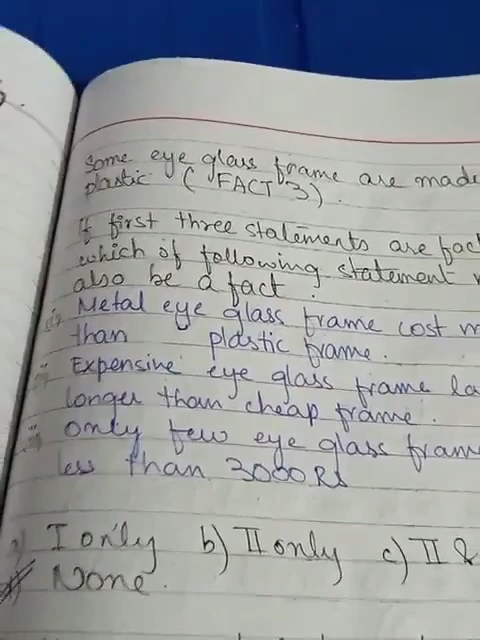 Some eye glass frame are made
plastic (FACT 3).
If first three statements are fac
which of following statement
also be a fact.
i) Metal eye glass frame cost m
than plastic frame.
ii) Expensive eye glass frame la
longer than cheap frame.
iii) Only few eye glass fram
less than 3000 Rs
a) I only b) II only c) II &
None.